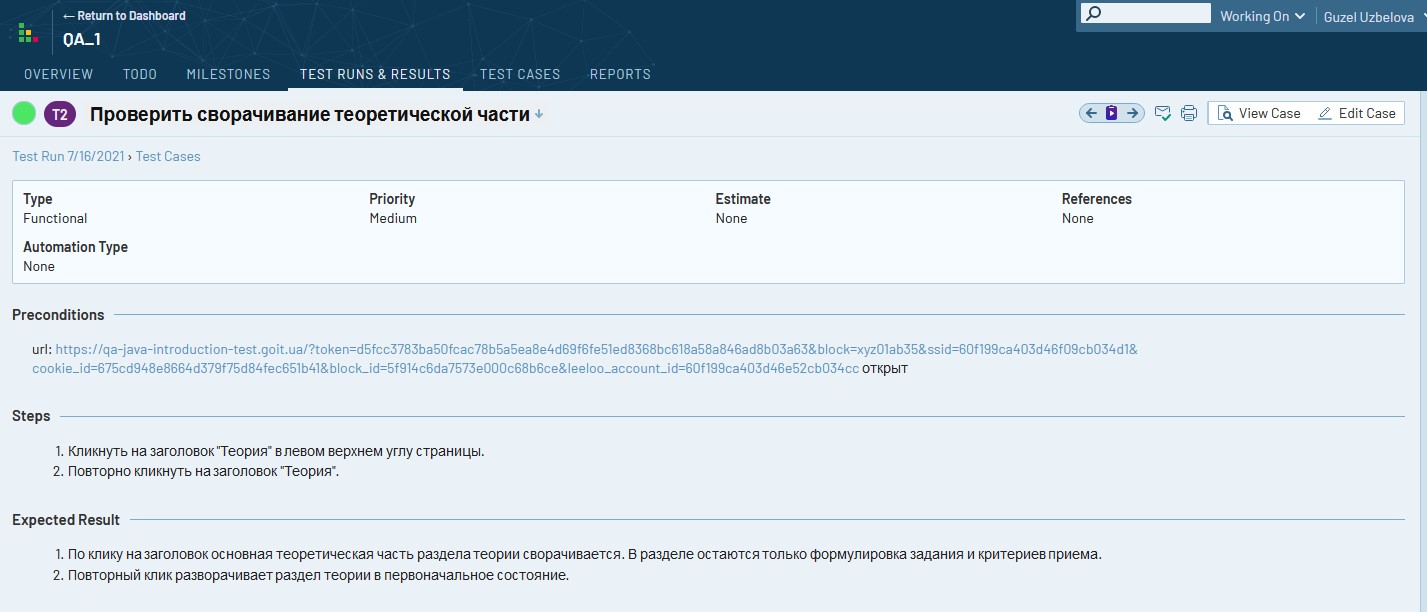 ← Return to Dashboard
QA_1
Working On
Guzel Uzbelova
OVERVIEW TODO MILESTONES TEST RUNS & RESULTS TEST CASES REPORTS
T2 Проверить сворачивание теоретической части
View Case Edit Case
Test Run 7/16/2021 › Test Cases
Type Priority Estimate References
Functional Medium None None
Automation Type
None
Preconditions
url: https://qa-java-introduction-test.goit.ua/?token=d5fcc3783ba50fcac78b5a5ea8e4d69f6fe51ed8368bc618a58a846ad8b03a63&block=xyz01ab35&ssid=60f199ca403d46f09cb034d1&
cookie_id=675cd948e8664d379f75d84fec651b41&block_id=5f914c6da7573e000c68b6ce&leeloo_account_id=60f199ca403d46e52cb034cc открыт
Steps
1. Кликнуть на заголовок "Теория" в левом верхнем углу страницы.
2. Повторно кликнуть на заголовок "Теория".
Expected Result
1. По клику на заголовок основная теоретическая часть раздела теории сворачивается. В разделе остаются только формулировка задания и критериев приема.
2. Повторный клик разворачивает раздел теории в первоначальное состояние.